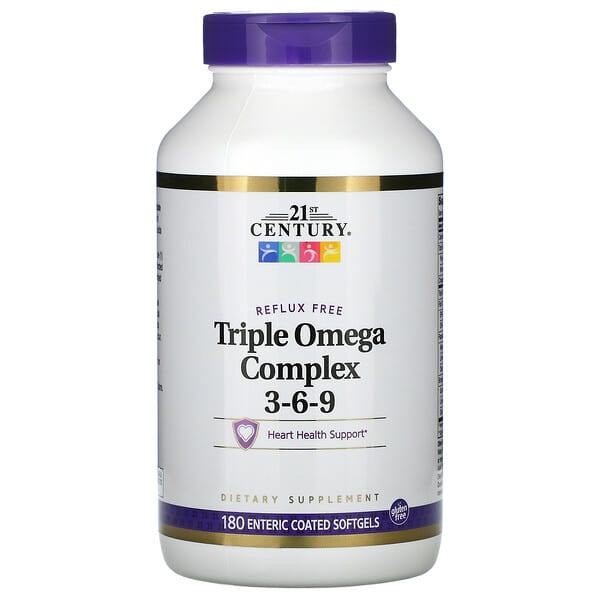 21ST
CENTURY®
REFLUX FREE
Triple Omega
Complex
3-6-9
Heart Health Support*
DIETARY SUPPLEMENT
180 ENTERIC COATED SOFTGELS
gluten
free